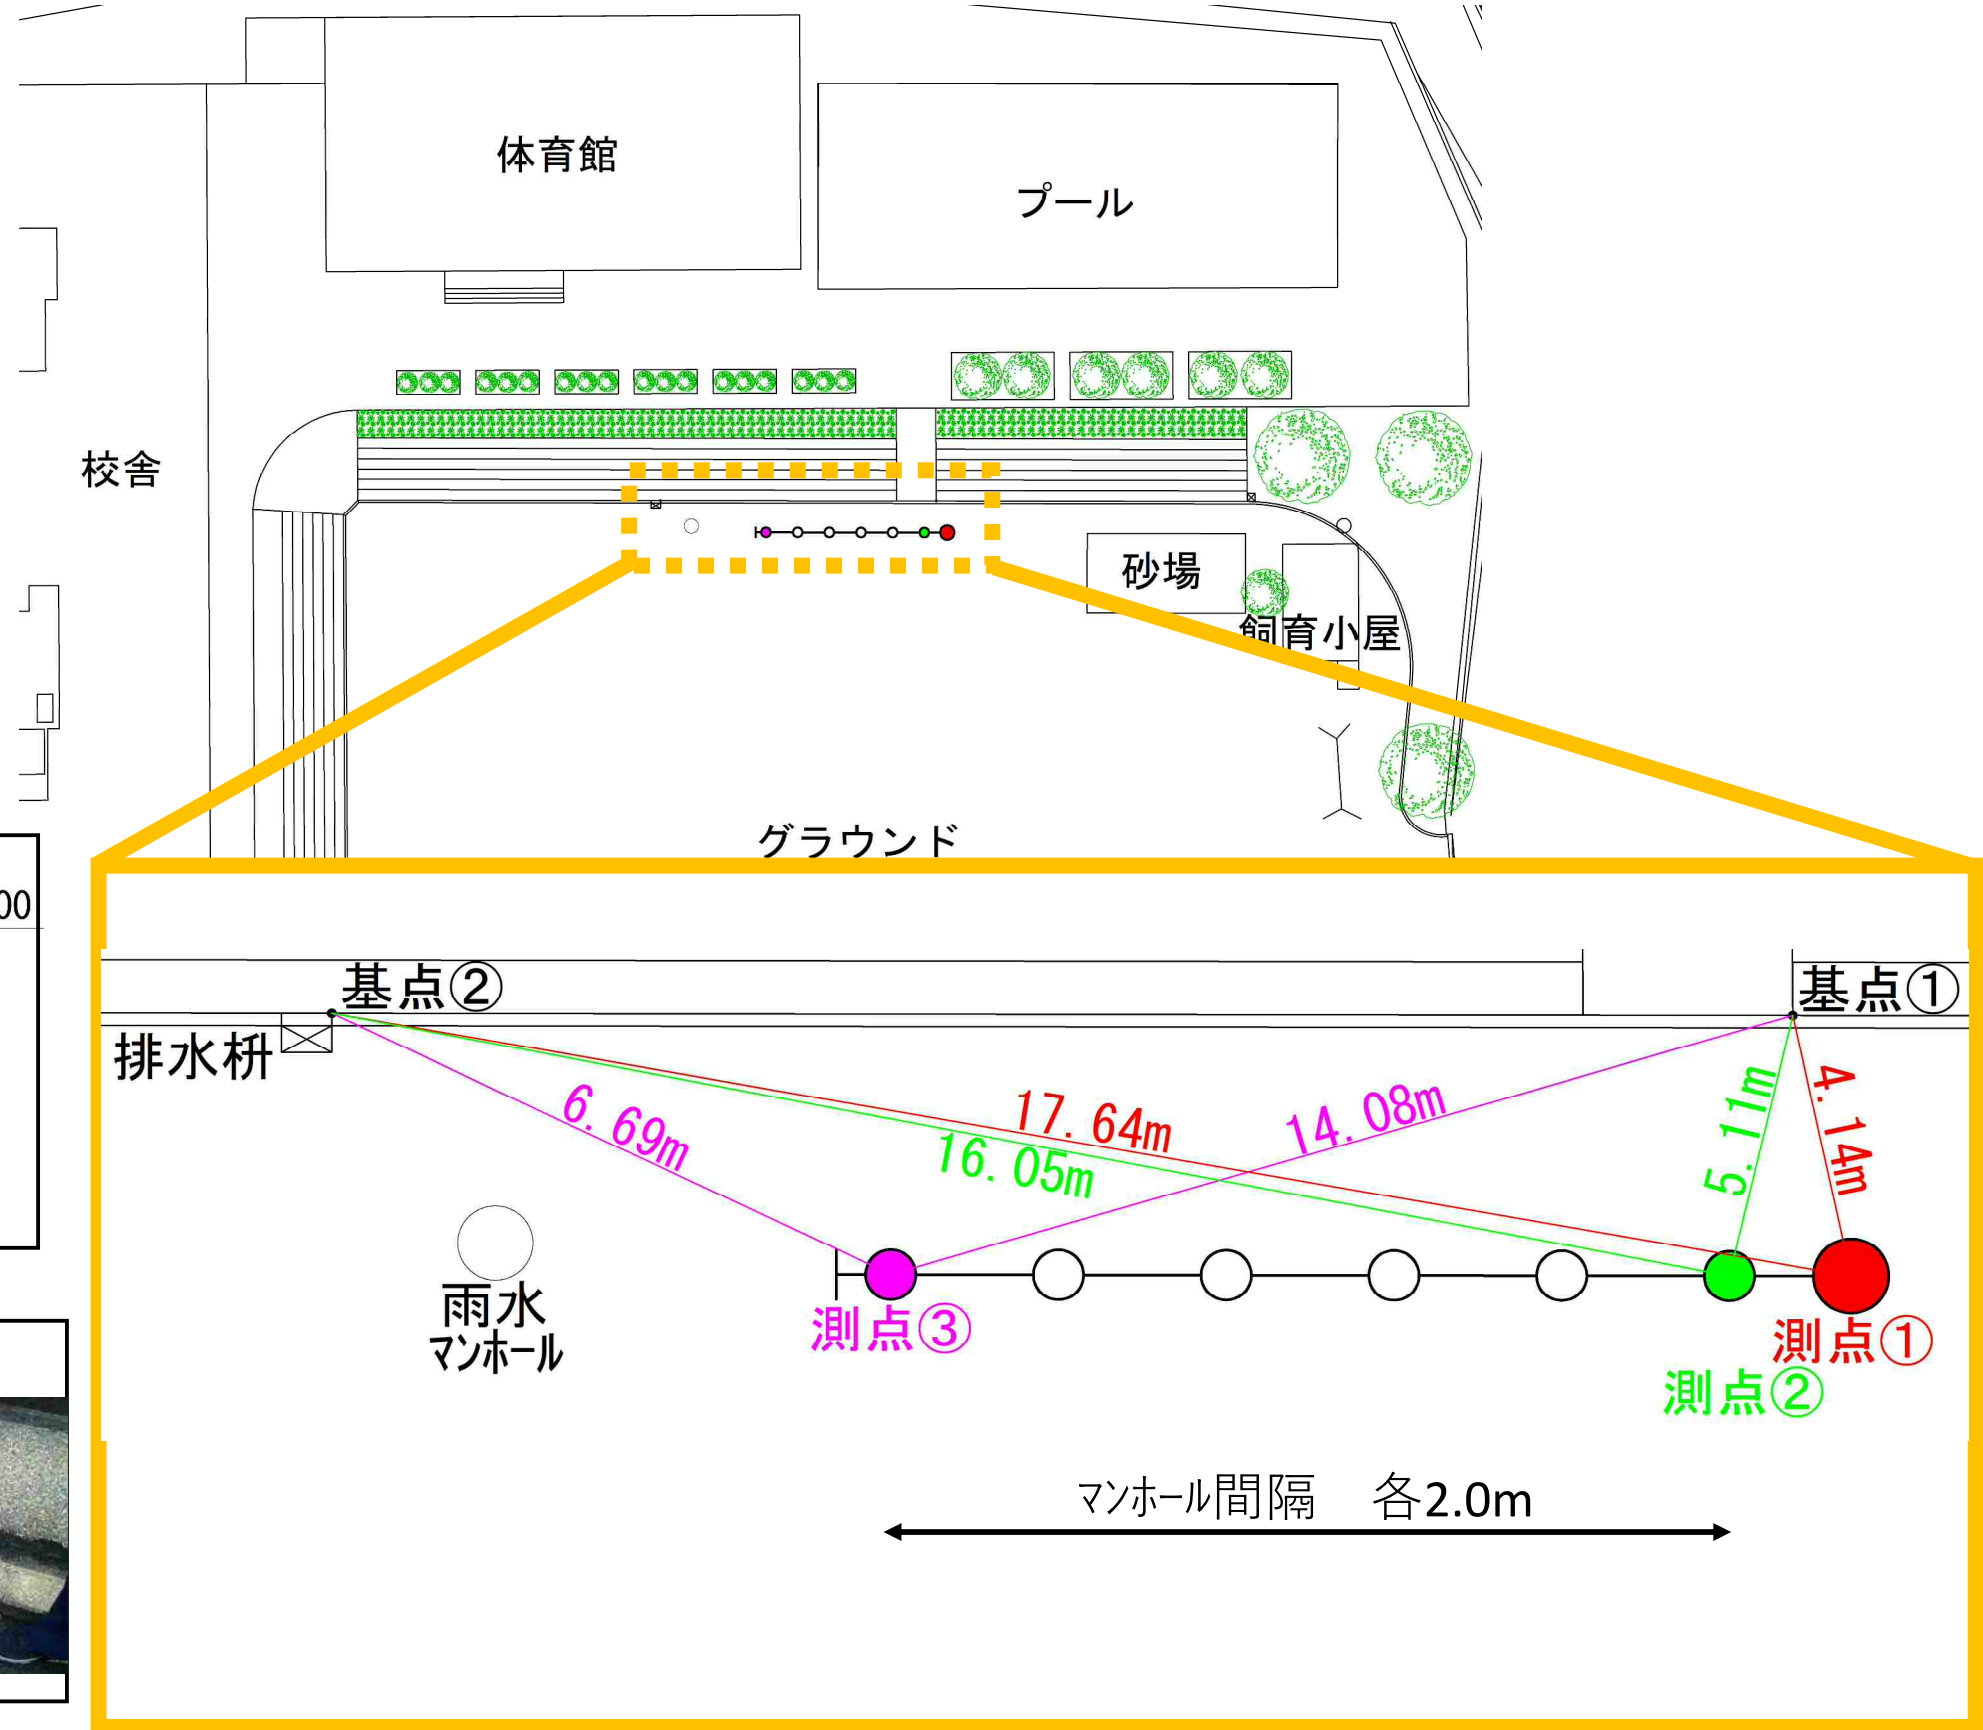 体育館
プール
校舎
砂場
飼育小屋
グラウンド
00
基点②
基点①
排水枡
6.69m
17.64m
16.05m
14.08m
5.11m
4.14m
雨水
マンホール
測点③
測点①
測点②
マンホール間隔　各2.0m